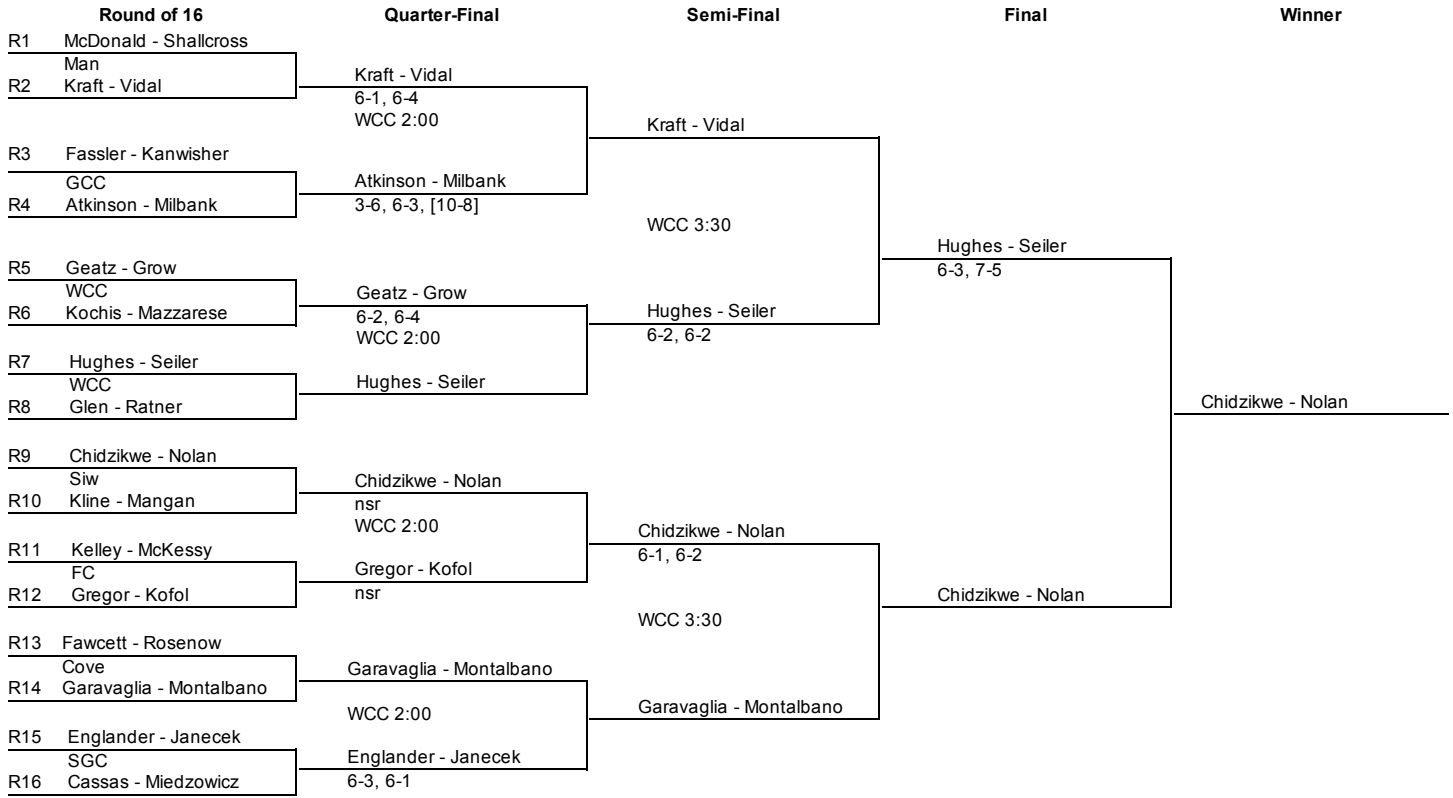 Round of 16 Quarter-Final Semi-Final Final Winner
R1 McDonald - Shallcross
Man
R2 Kraft - Vidal
Kraft - Vidal
6-1, 6-4
WCC 2:00
Kraft - Vidal
R3 Fassler - Kanwisher
GCC
R4 Atkinson - Milbank
Atkinson - Milbank
3-6, 6-3, [10-8]
WCC 3:30
Hughes - Seiler
6-3, 7-5
R5 Geatz - Grow
WCC
R6 Kochis - Mazzarese
Geatz - Grow
6-2, 6-4
WCC 2:00
Hughes - Seiler
6-2, 6-2
R7 Hughes - Seiler
WCC
R8 Glen - Ratner
Hughes - Seiler
Chidzikwe - Nolan
R9 Chidzikwe - Nolan
Siw
R10 Kline - Mangan
Chidzikwe - Nolan
nsr
WCC 2:00
Chidzikwe - Nolan
6-1, 6-2
R11 Kelley - McKessy
FC
R12 Gregor - Kofol
Gregor - Kofol
nsr
Chidzikwe - Nolan
WCC 3:30
R13 Fawcett - Rosenow
Cove
R14 Garavaglia - Montalbano
Garavaglia - Montalbano
WCC 2:00
Garavaglia - Montalbano
R15 Englander - Janecek
SGC
R16 Cassas - Miedzowicz
Englander - Janecek
6-3, 6-1